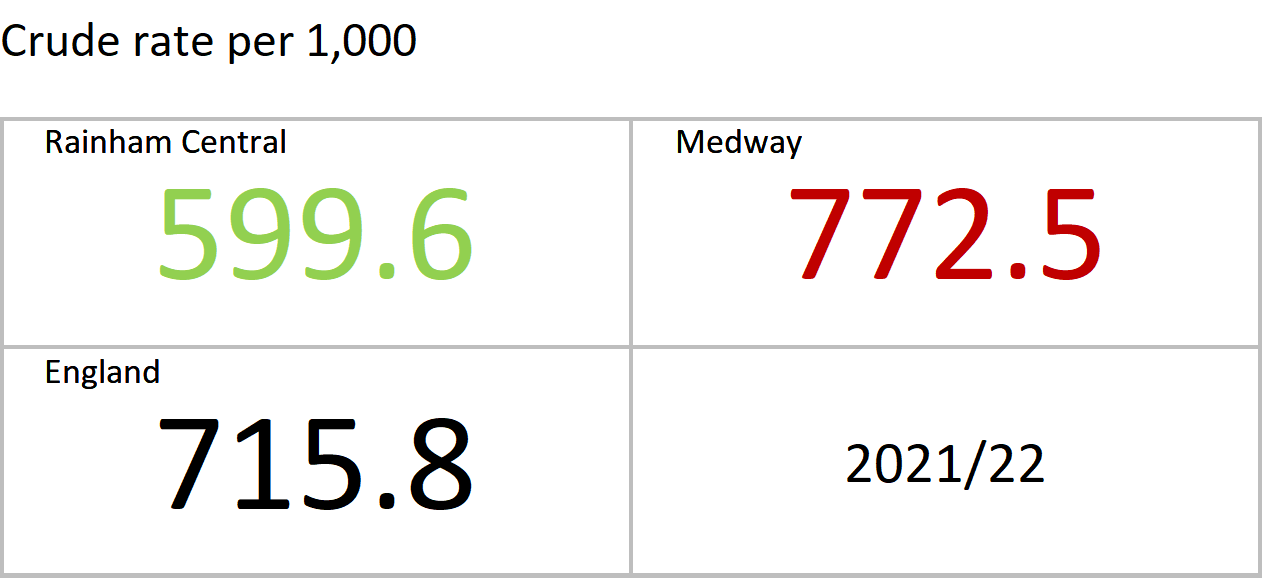 Crude rate per 1,000
Rainham Central
599.6
Medway
772.5
England
715.8
2021/22